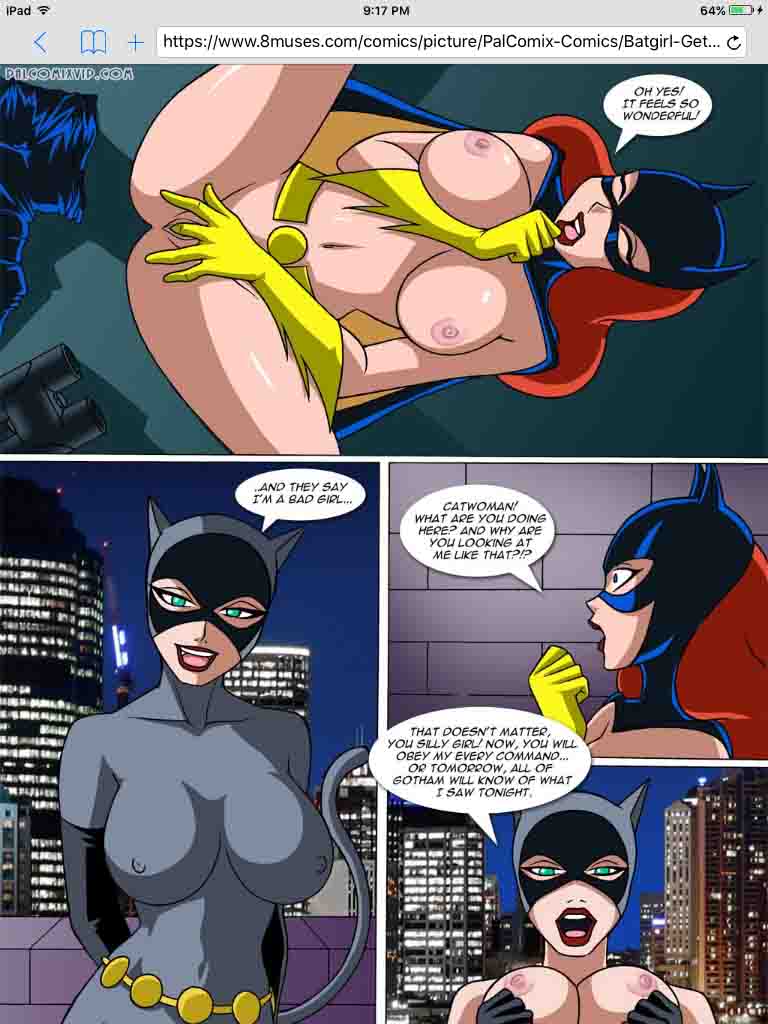 iPad
9:17 PM
64%
https://www.8muses.com/comics/picture/PalComix-Comics/Batgirl-Get...
PALCOMIXVIP.COM
OH YES!
IT FEELS SO
WONDERFUL!
..AND THEY SAY
I'M A BAD GIRL...
CATWOMAN!
WHAT ARE YOU DOING
HERE? AND WHY ARE
YOU LOOKING AT
ME LIKE THAT?!?
THAT DOESN'T MATTER,
YOU SILLY GIRL! NOW, YOU WILL
OBEY MY EVERY COMMAND...
OR TOMORROW, ALL OF
GOTHAM WILL KNOW OF WHAT
I SAW TONIGHT.